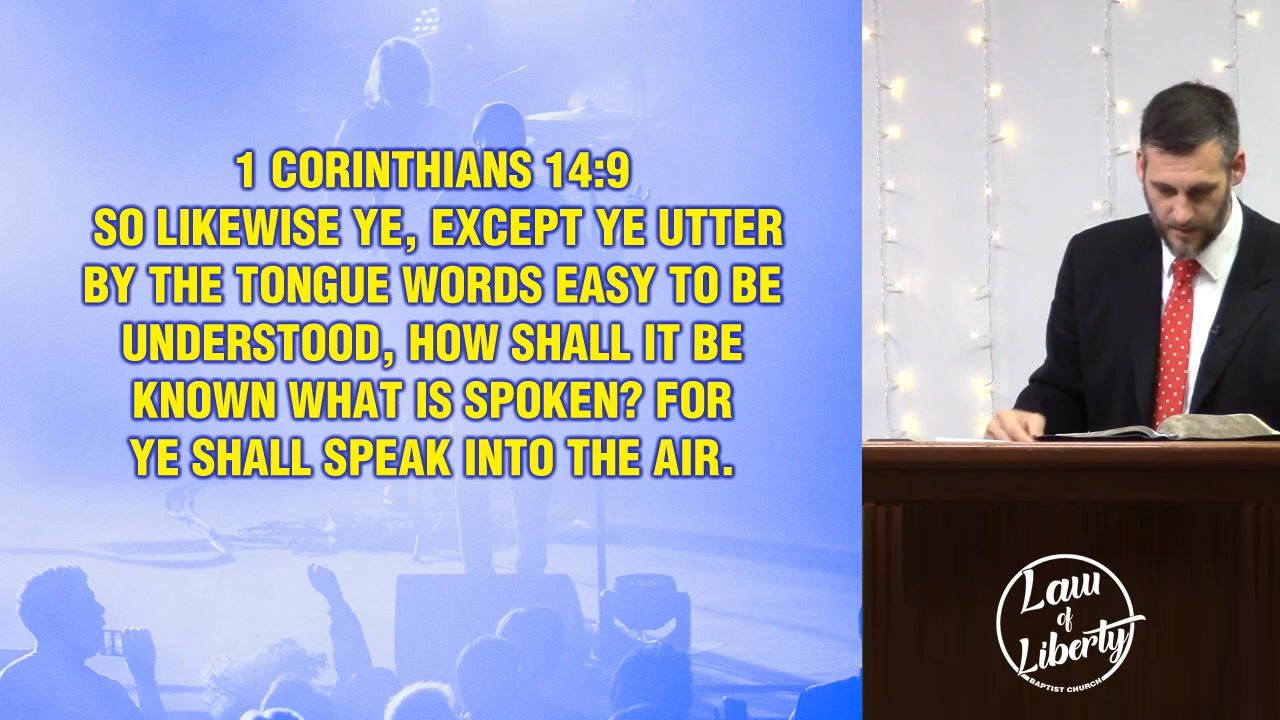 1 CORINTHIANS 14:9
SO LIKEWISE YE, EXCEPT YE UTTER
BY THE TONGUE WORDS EASY TO BE
UNDERSTOOD, HOW SHALL IT BE
KNOWN WHAT IS SPOKEN? FOR
YE SHALL SPEAK INTO THE AIR.
Law
of
Liberty
BAPTIST CHURCH